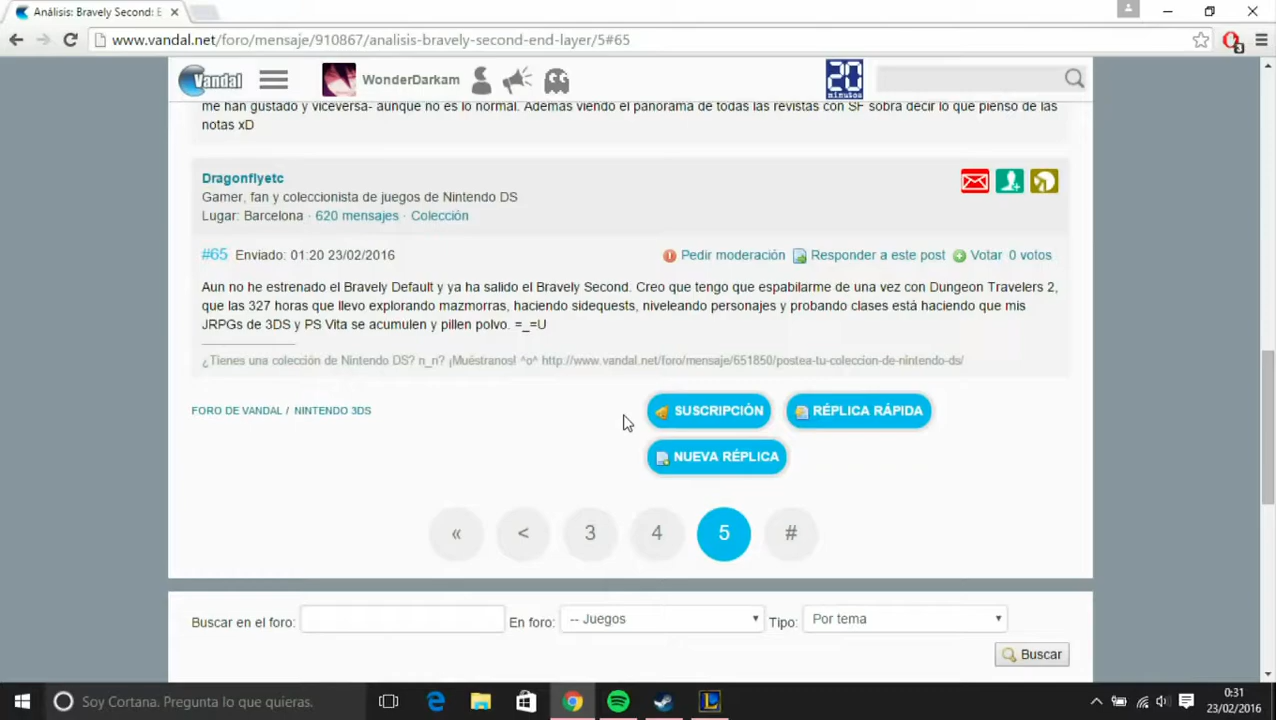 Análisis: Bravely Second: E
www.vandal.net/foro/mensaje/910867/analisis-bravely-second-end-layer/5#65
Vandal
WonderDarkam
20
minutos
me han gustado y viceversa- aunque no es lo normal. Ademas viendo el panorama de todas las revistas con SF sobra decir lo que pienso de las
notas xD
Dragonflyetc
Gamer, fan y coleccionista de juegos de Nintendo DS
Lugar: Barcelona · 620 mensajes · Colección
#65 Enviado: 01:20 23/02/2016
Pedir moderación Responder a este post Votar 0 votos
Aun no he estrenado el Bravely Default y ya ha salido el Bravely Second. Creo que tengo que espabilarme de una vez con Dungeon Travelers 2,
que las 327 horas que llevo explorando mazmorras, haciendo sidequests, niveleando personajes y probando clases está haciendo que mis
JRPGs de 3DS y PS Vita se acumulen y pillen polvo. =_=U
¿Tienes una colección de Nintendo DS? n_n? ¡Muéstranos! ^o^ http://www.vandal.net/foro/mensaje/651850/postea-tu-coleccion-de-nintendo-ds/
FORO DE VANDAL / NINTENDO 3DS
SUSCRIPCIÓN RÉPLICA RÁPIDA
NUEVA RÉPLICA
« < 3 4 5 #
Buscar en el foro: En foro: -- Juegos Tipo: Por tema
Buscar
Soy Cortana. Pregunta lo que quieras.
0:31
23/02/2016